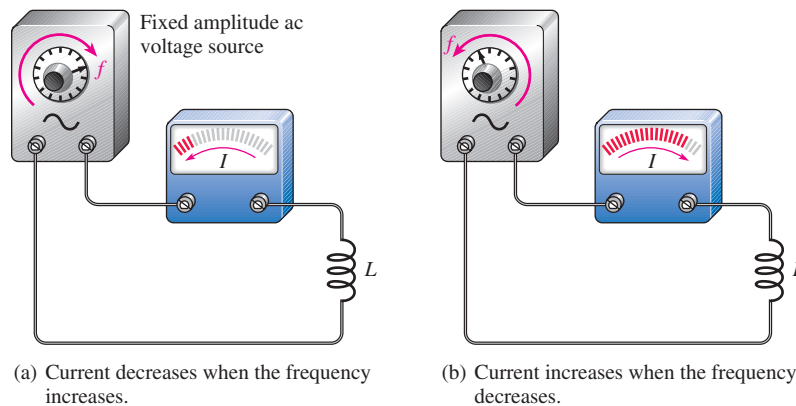 Fixed amplitude ac
voltage source
f
I
L
(a) Current decreases when the frequency
increases.
f
I
(b) Current increases when the frequency
decreases.